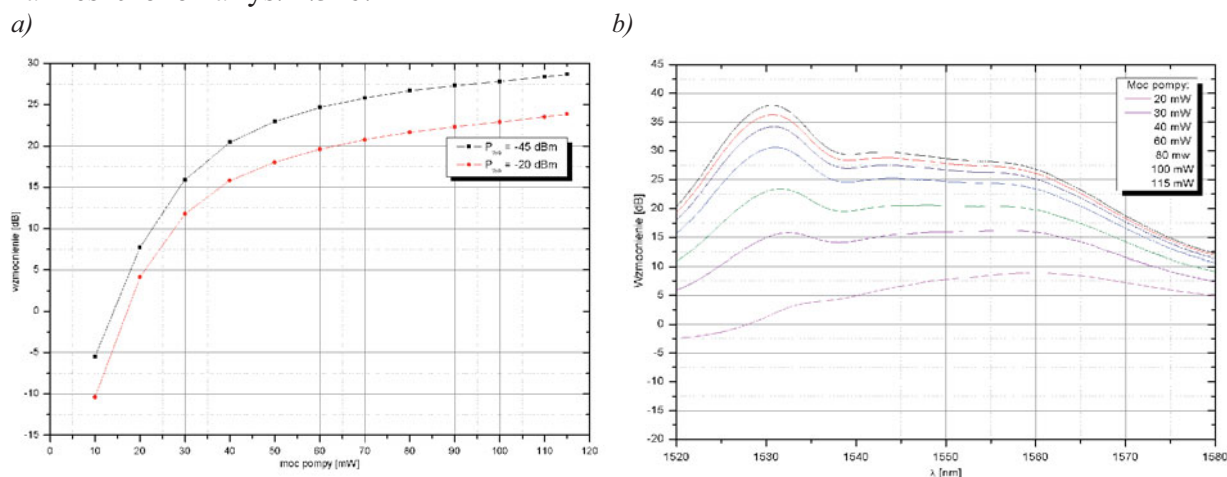 a)
b)
30
25
20
15
10
5
0
-5
-10
-15
wzmocnienie [dB]
0 10 20 30 40 50 60 70 80 90 100 110 120
moc pompy [mW]
= -45 dBm
= -20 dBm
45
40
35
30
25
20
15
10
5
0
-5
-10
-15
-20
Wzmocnienie [dB]
1520 1530 1540 1550 1560 1570 1580
λ [nm]
Moc pompy:
20 mW
30 mW
40 mW
60 mW
80 mw
100 mW
115 mW